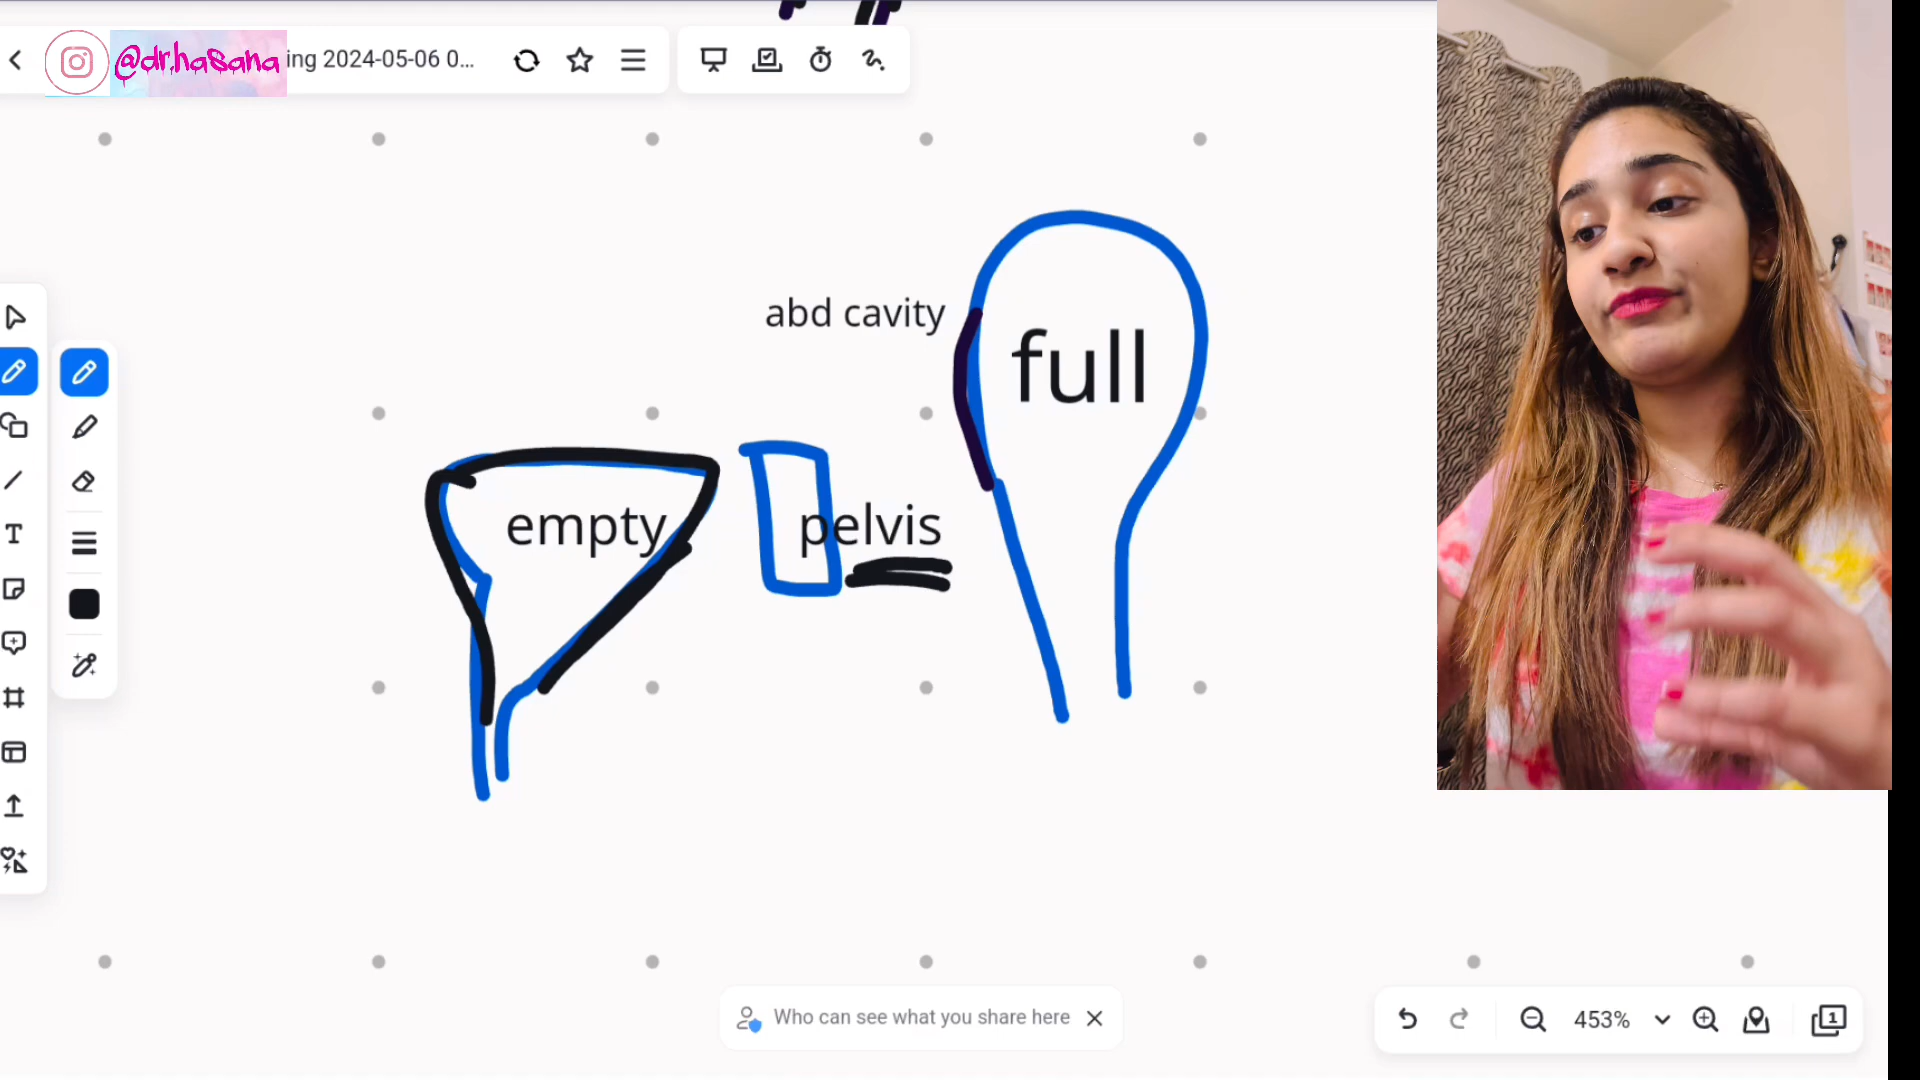 @dr.hasana
ing 2024-05-06 0...
abd cavity
full
empty
pelvis
T
Who can see what you share here
453%
1